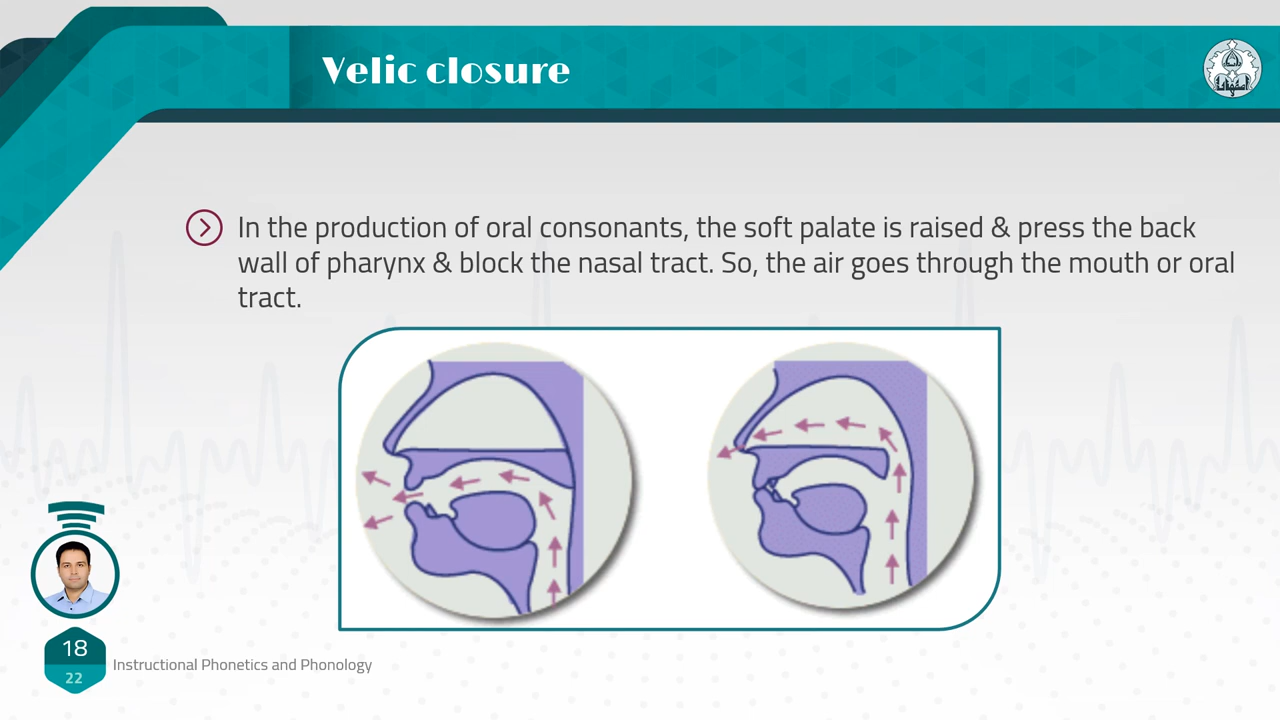 Velic closure
In the production of oral consonants, the soft palate is raised & press the back
wall of pharynx & block the nasal tract. So, the air goes through the mouth or oral
tract.
18
22
Instructional Phonetics and Phonology